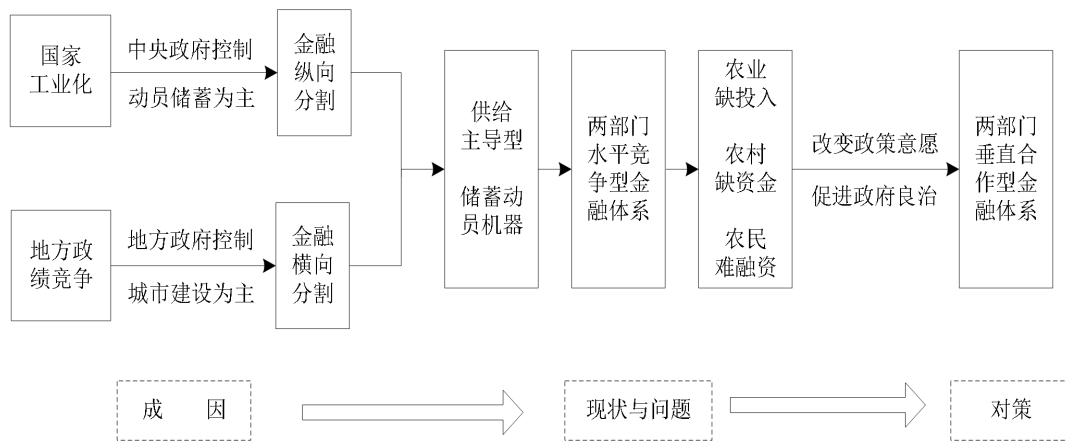 国家
工业化
中央政府控制
动员储蓄为主
金融
纵向
分割
地方政
绩竞争
地方政府控制
城市建设为主
金融
横向
分割
供给
主导型
储蓄动
员机器
两部门
水平竞
争型金
融体系
农业
缺投入
农村
缺资金
农民
难融资
改变政策意愿
促进政府良治
两部门
垂直合
作型金
融体系
成 因
现状与问题
对策